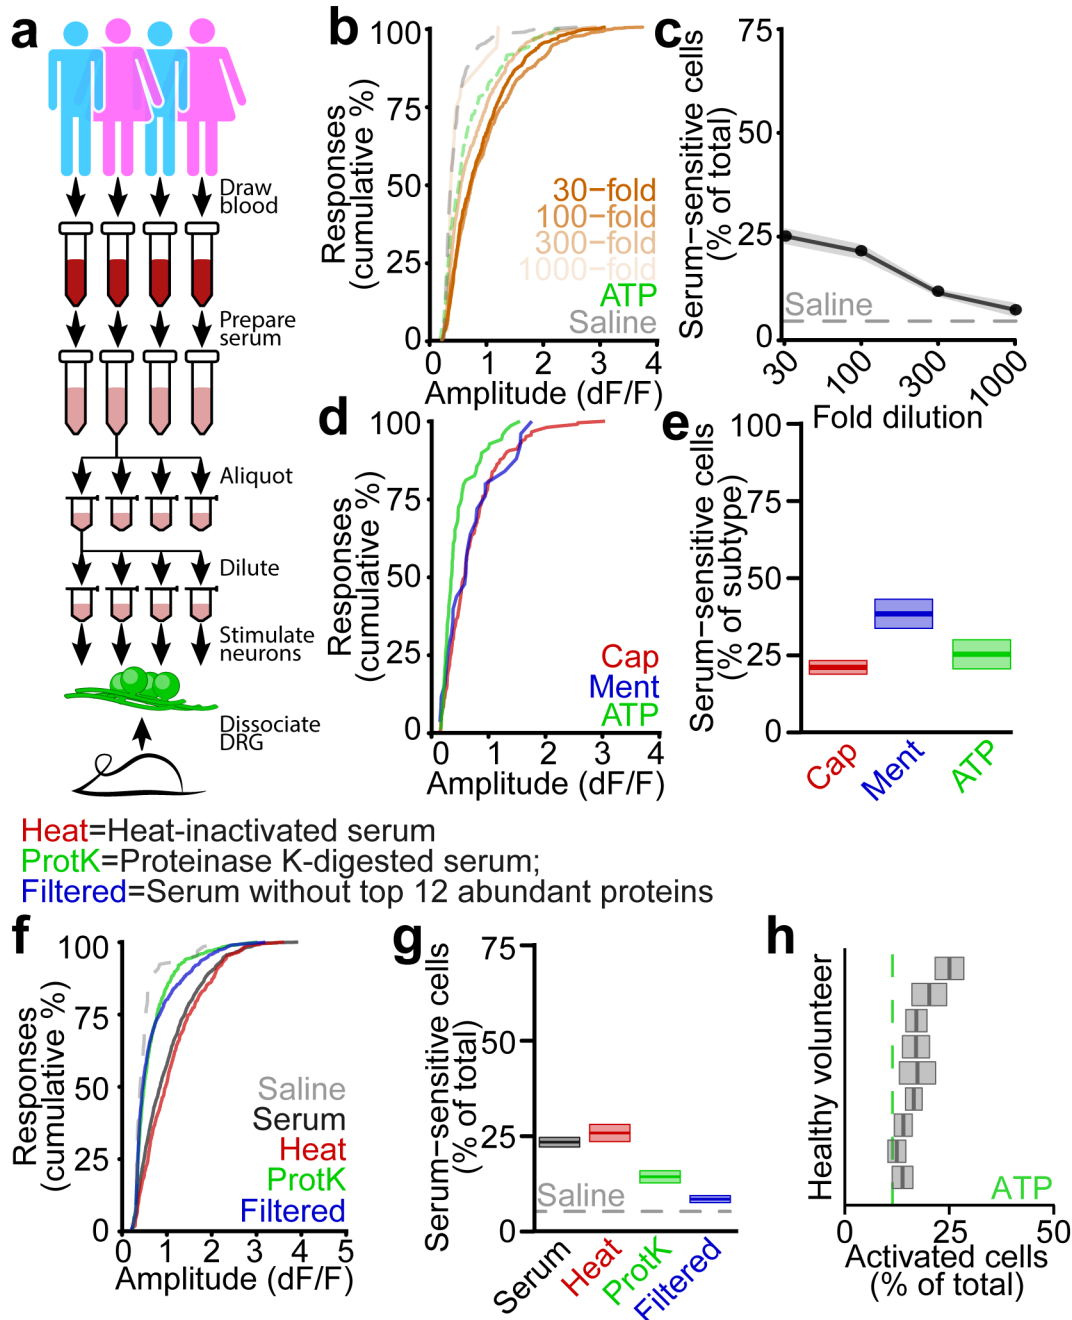 a
Draw
blood
Prepare
serum
Aliquot
Dilute
Stimulate
neurons
Dissociate
DRG
b
Responses
(cumulative %)
100
75
50
25
0
30−fold
100−fold
300−fold
1000−fold
ATP
Saline
0 1 2 3 4
Amplitude (dF/F)
c
Serum−sensitive cells
(% of total)
75
50
25
0
Saline
30 100 300 1000
Fold dilution
d
Responses
(cumulative %)
100
75
50
25
0
Cap
Ment
ATP
0 1 2 3 4
Amplitude (dF/F)
e
Serum−sensitive cells
(% of subtype)
100
75
50
25
0
Cap Ment ATP
Heat=Heat-inactivated serum
ProtK=Proteinase K-digested serum;
Filtered=Serum without top 12 abundant proteins
f
Responses
(cumulative %)
100
75
50
25
0
Saline
Serum
Heat
ProtK
Filtered
0 1 2 3 4 5
Amplitude (dF/F)
g
Serum−sensitive cells
(% of total)
75
50
25
0
Saline
Serum Heat ProtK Filtered
h
Healthy volunteer
ATP
0 25 50
Activated cells
(% of total)